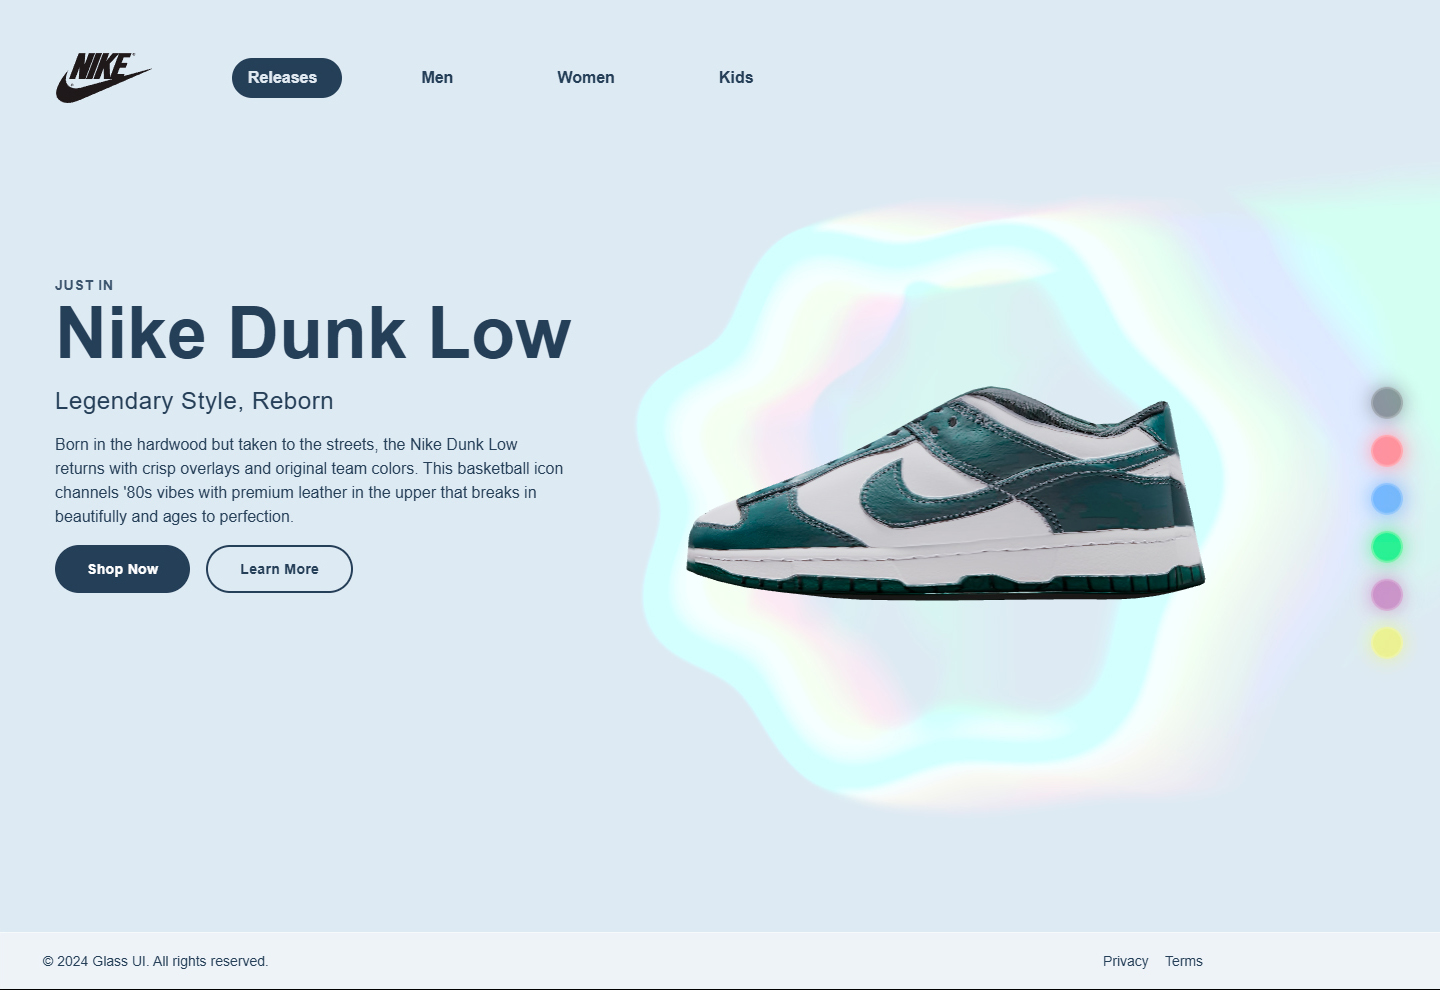 NIKE
Releases
Men
Women
Kids
JUST IN
Nike Dunk Low
Legendary Style, Reborn
Born in the hardwood but taken to the streets, the Nike Dunk Low
returns with crisp overlays and original team colors. This basketball icon
channels '80s vibes with premium leather in the upper that breaks in
beautifully and ages to perfection.
Shop Now
Learn More
© 2024 Glass UI. All rights reserved.
Privacy
Terms